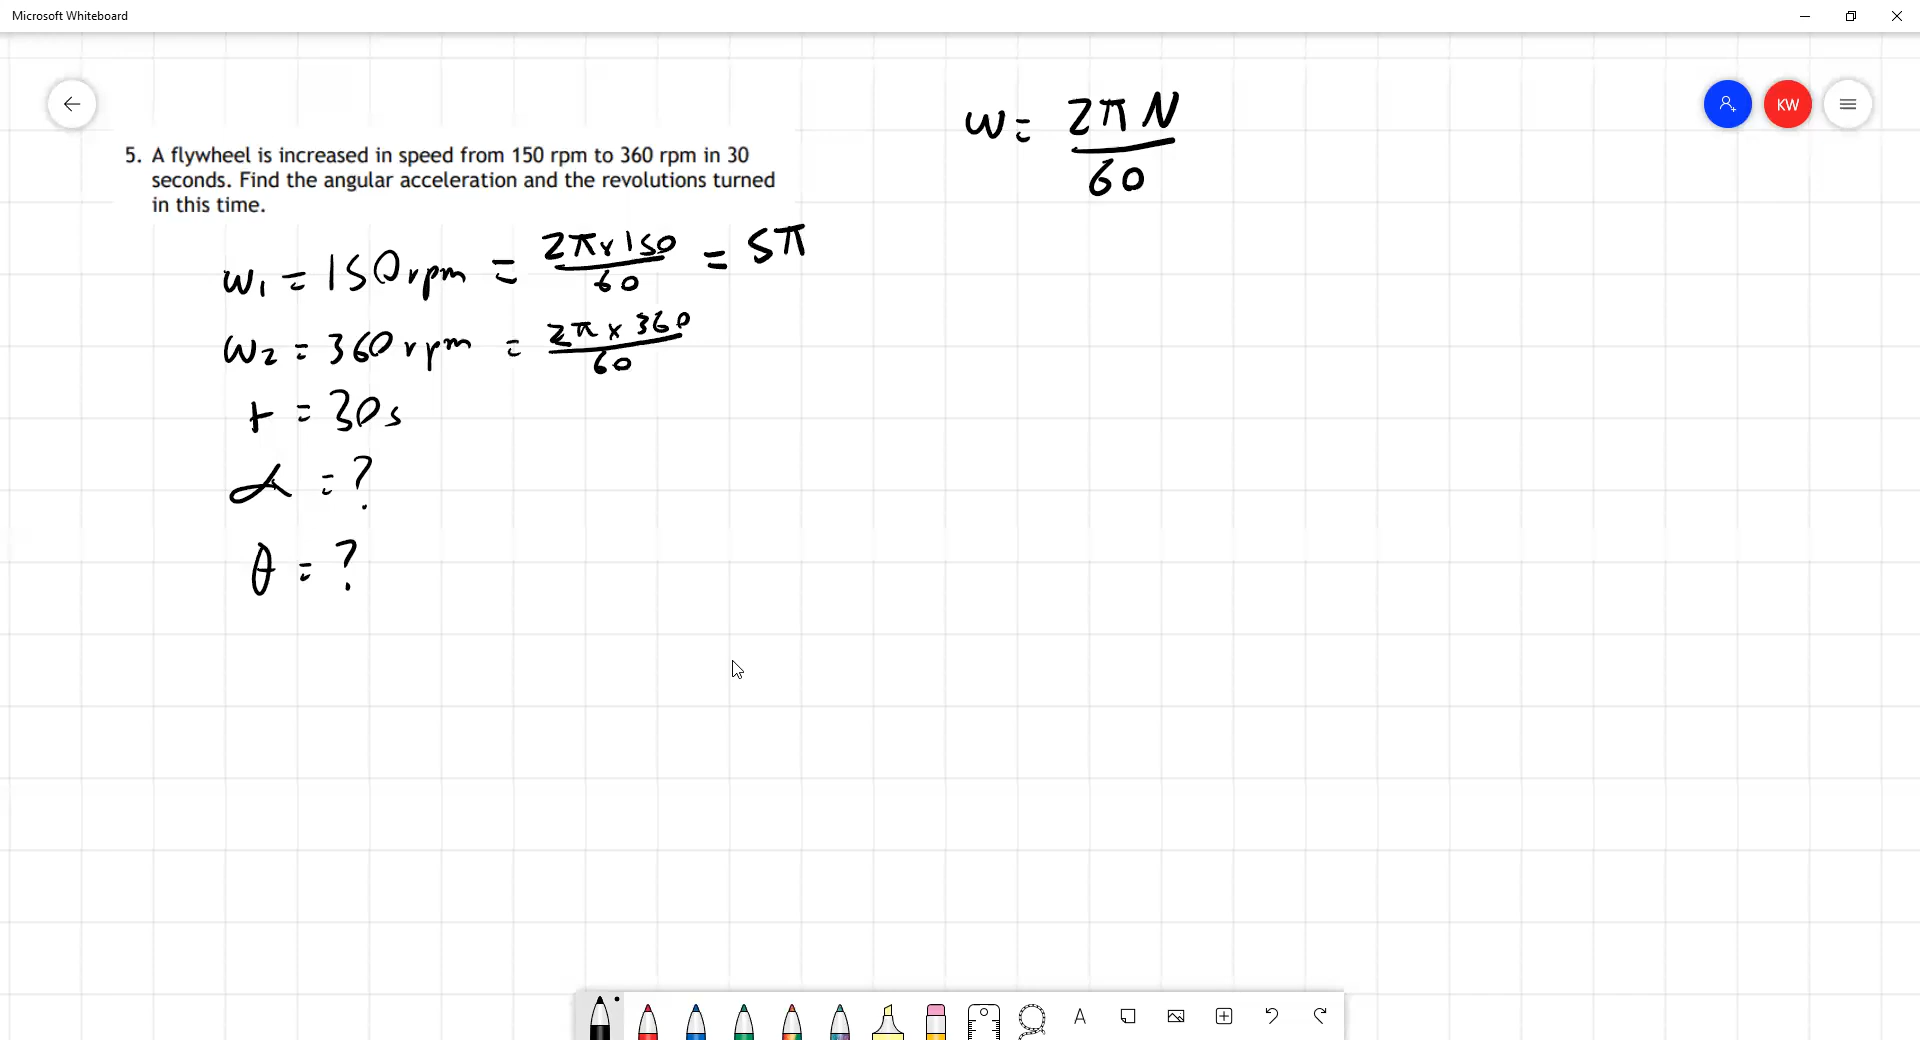 Microsoft Whiteboard
KW
ω = 2πN/60
5. A flywheel is increased in speed from 150 rpm to 360 rpm in 30
seconds. Find the angular acceleration and the revolutions turned
in this time.
ω₁ = 150 rpm = 2π×150/60 = 5π
ω₂ = 360 rpm = 2π×360/60
t = 30s
α = ?
θ = ?
A